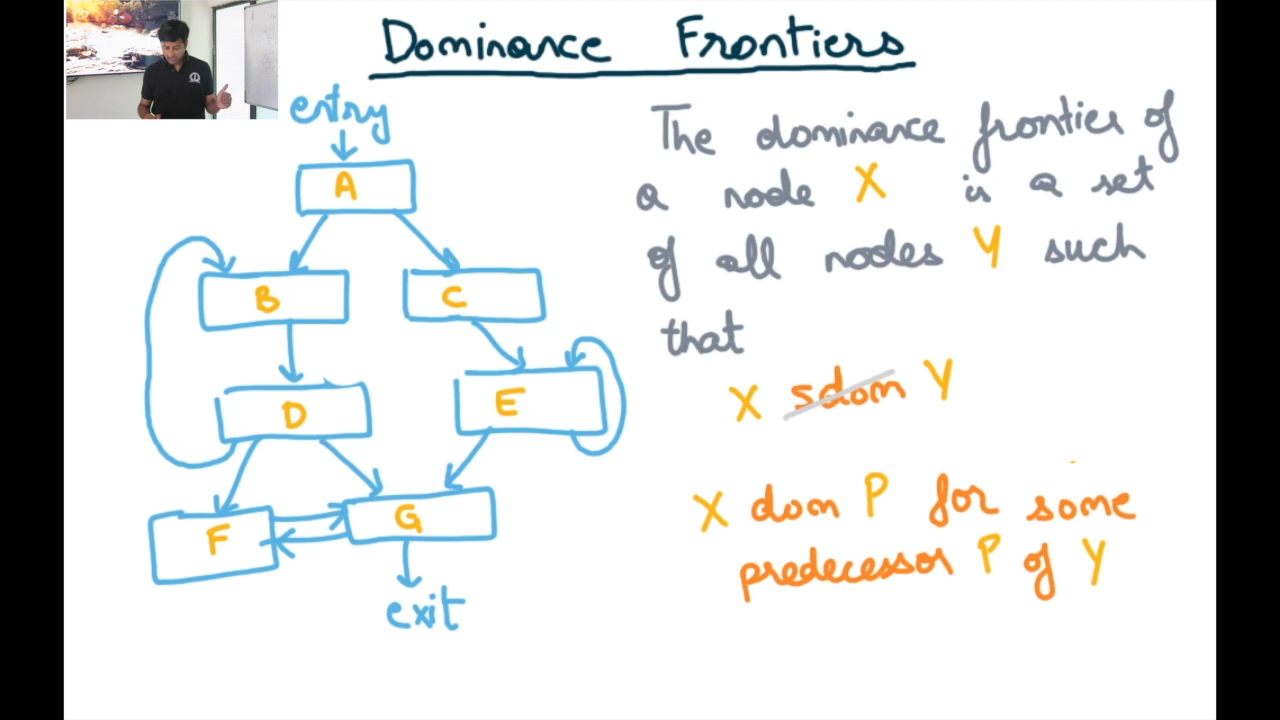 Dominance Frontiers
entry
A
B
C
D
E
F
G
exit
The dominance frontier of
a node X is a set
of all nodes Y such
that
X sdom Y
X dom P for some
predecessor P of Y